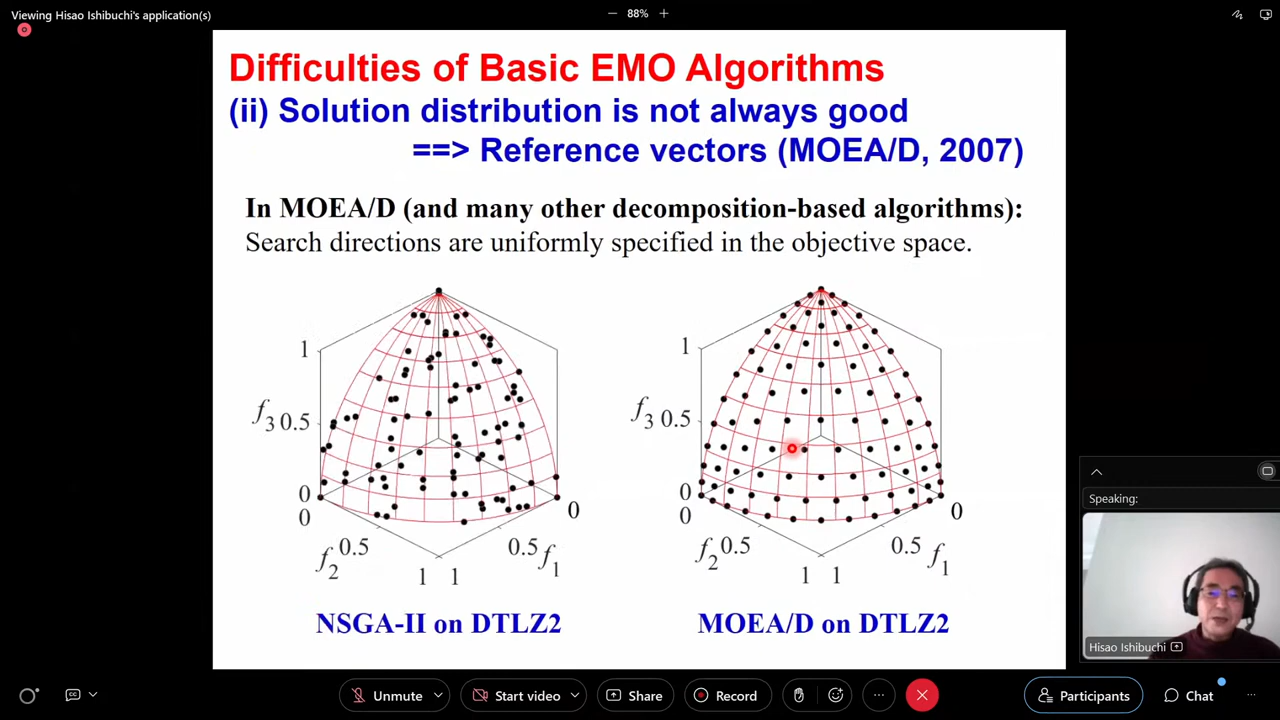 Viewing Hisao Ishibuchi's application(s)
88%
Difficulties of Basic EMO Algorithms
(ii) Solution distribution is not always good
==> Reference vectors (MOEA/D, 2007)
In MOEA/D (and many other decomposition-based algorithms):
Search directions are uniformly specified in the objective space.
1
f3 0.5
0
0
f2 0.5
1 1
0.5 f1
0
1
f3 0.5
0
0
f2 0.5
1 1
0.5 f1
0
NSGA-II on DTLZ2
MOEA/D on DTLZ2
Speaking:
Hisao Ishibuchi
CC
Unmute
Start video
Share
Record
Participants
Chat